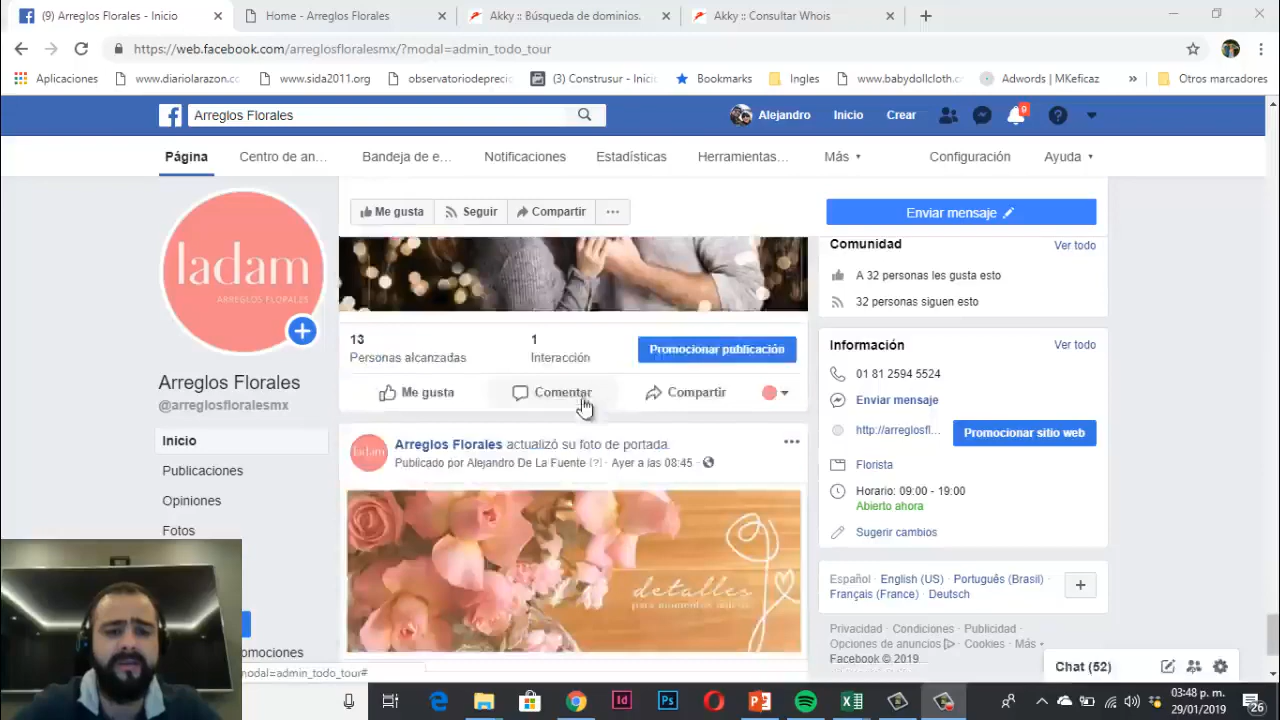 (9) Arreglos Florales - Inicio
Home - Arreglos Florales
Akky :: Búsqueda de dominios.
Akky :: Consultar Whois
https://web.facebook.com/arreglosfloralesmx/?modal=admin_todo_tour
Aplicaciones
www.diariolarazon.co
www.sida2011.org
observatoriodeprecio
(3) Construsur - Inicio
Bookmarks
Ingles
www.babydollcloth.c
Adwords | MKeficaz
»
Otros marcadores
Arreglos Florales
Alejandro
Inicio
Crear
9
Página
Centro de an...
Bandeja de e...
Notificaciones
Estadísticas
Herramientas...
Más
Configuración
Ayuda
ladam
ARREGLOS FLORALES
Arreglos Florales
@arreglosfloralesmx
Inicio
Publicaciones
Opiniones
Fotos
omociones
modal=admin_todo_tour#
Me gusta
Seguir
Compartir
...
Enviar mensaje
13
Personas alcanzadas
1
Interacción
Promocionar publicación
Me gusta
Comentar
Compartir
ladam
Arreglos Florales actualizó su foto de portada.
Publicado por Alejandro De La Fuente [?] · Ayer a las 08:45 ·
detalles
Comunidad
Ver todo
A 32 personas les gusta esto
32 personas siguen esto
Información
Ver todo
01 81 2594 5524
Enviar mensaje
http://arreglosfl...
Promocionar sitio web
Florista
Horario: 09:00 - 19:00
Abierto ahora
Sugerir cambios
Español · English (US) · Português (Brasil) ·
Français (France) · Deutsch
Privacidad · Condiciones · Publicidad ·
Opciones de anuncios · Cookies · Más
Facebook © 2019
Chat (52)
03:48 p. m.
29/01/2019
26